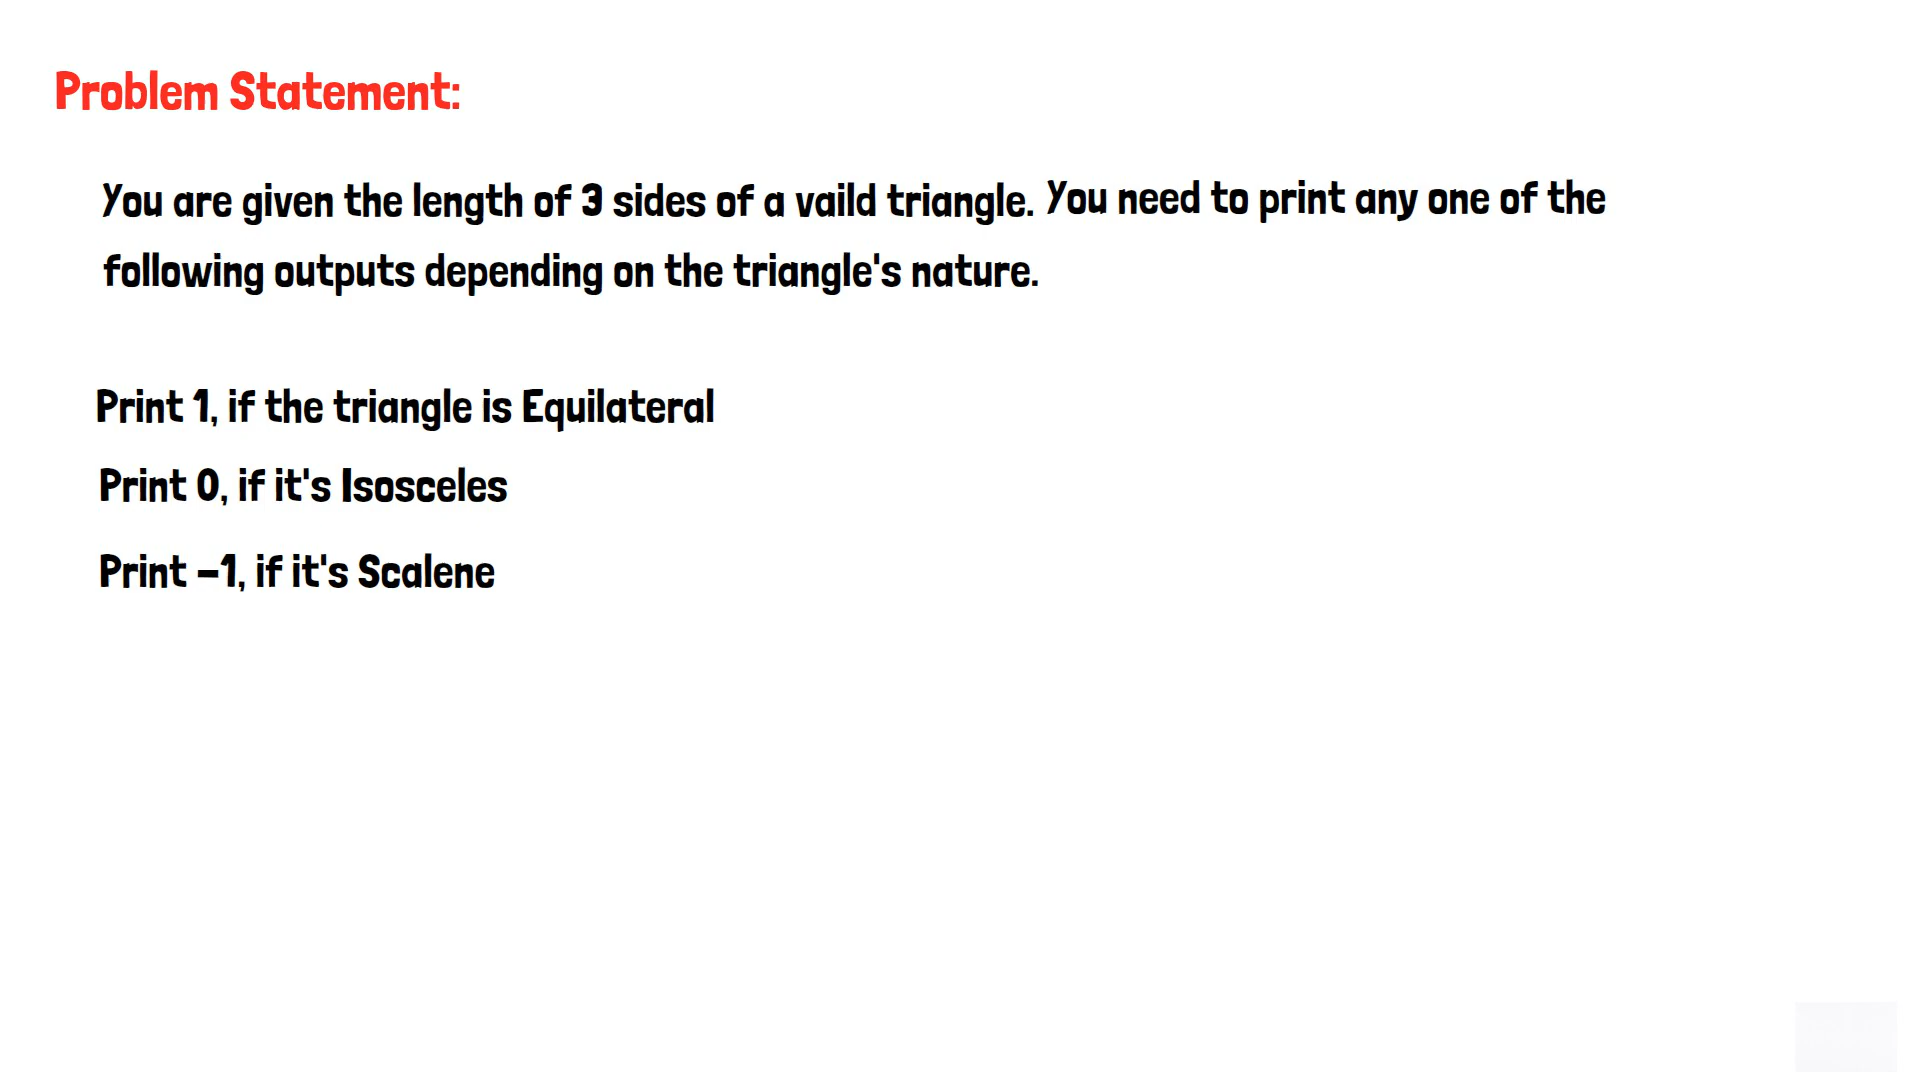 Problem Statement:
You are given the length of 3 sides of a vaild triangle. You need to print any one of the
following outputs depending on the triangle's nature.
Print 1, if the triangle is Equilateral
Print 0, if it's Isosceles
Print -1, if it's Scalene